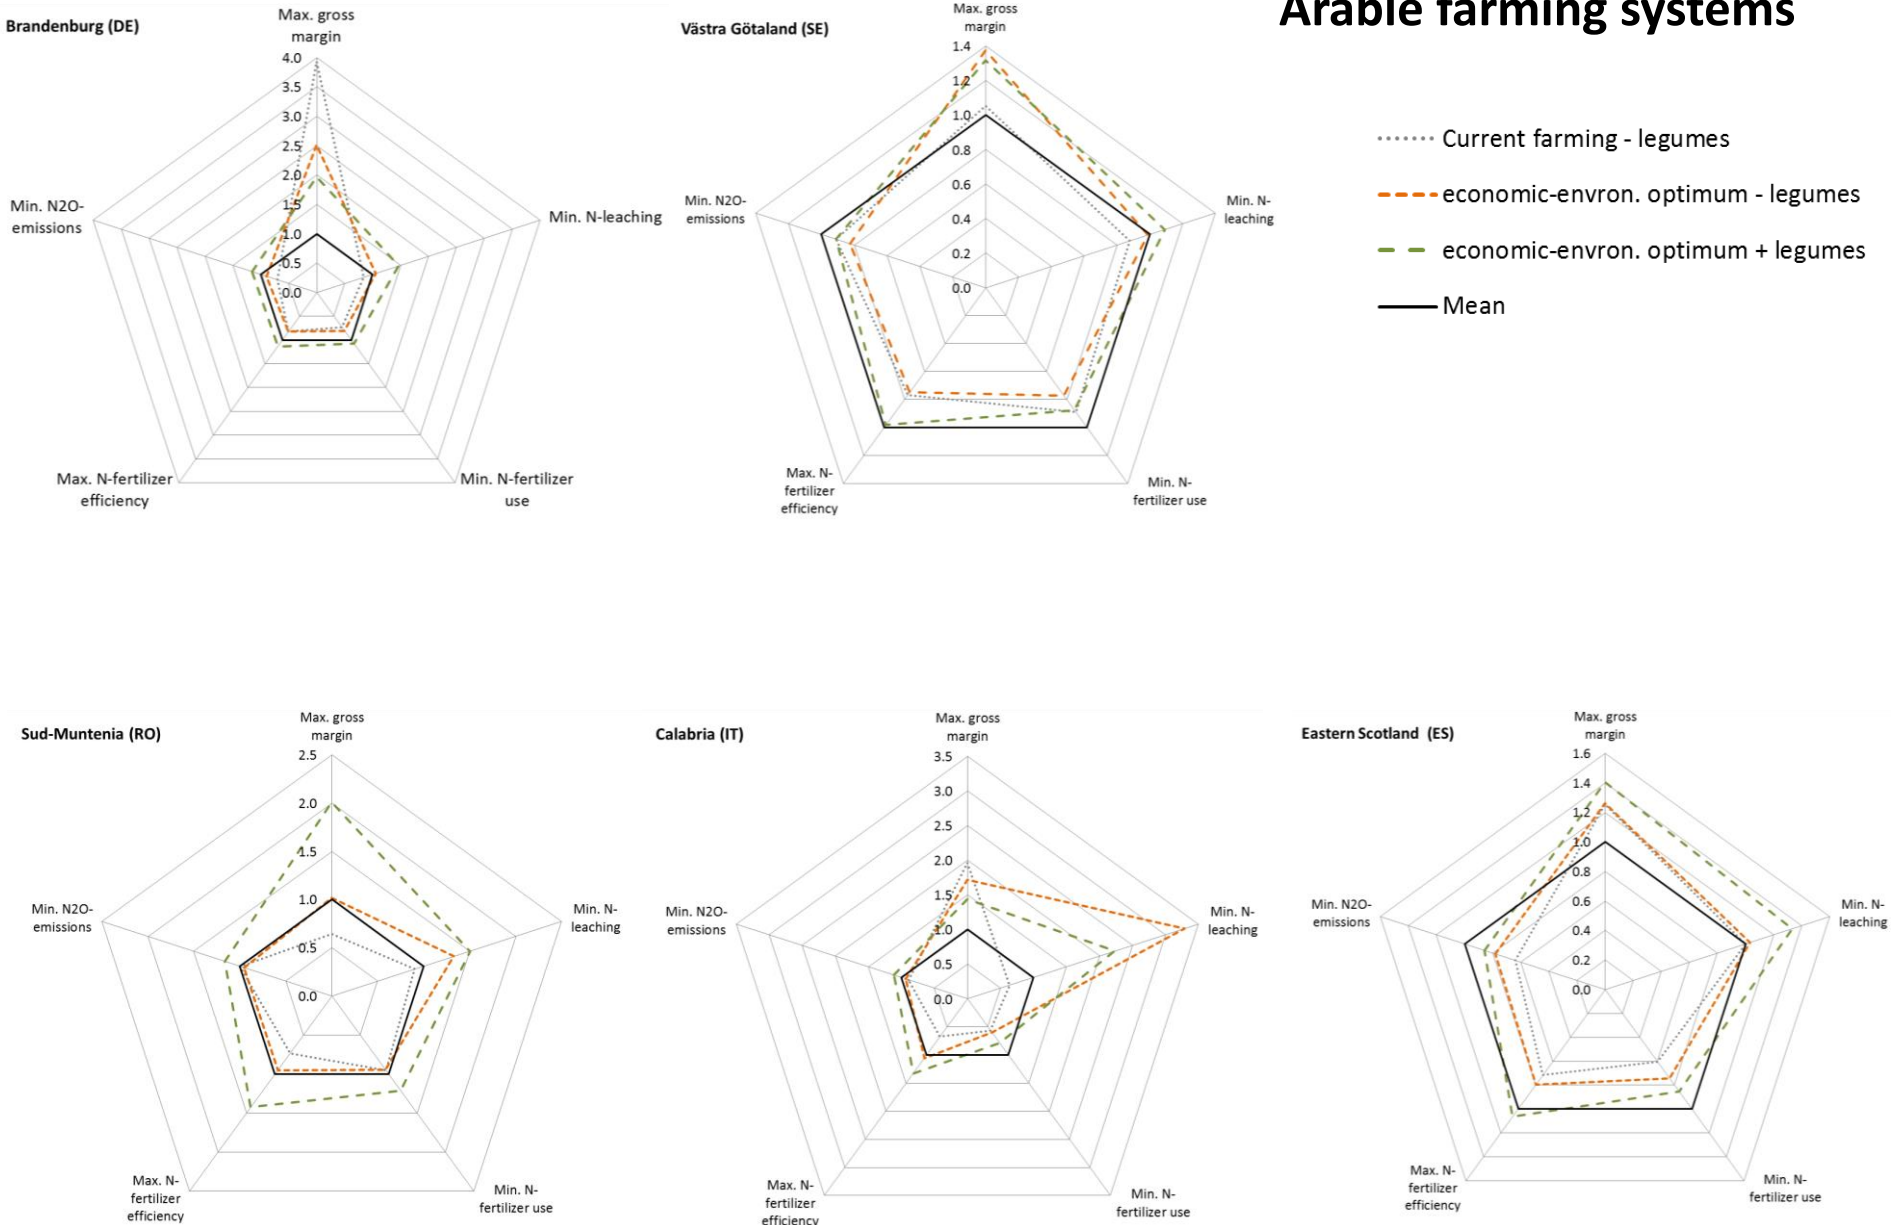 Arable farming systems
Current farming - legumes
economic-envron. optimum - legumes
economic-envron. optimum + legumes
Mean
Brandenburg (DE)
Max. gross
margin
4.0
3.5
3.0
2.5
2.0
1.5
1.0
0.5
0.0
Min. N-leaching
Min. N-fertilizer
use
Max. N-fertilizer
efficiency
Min. N2O-
emissions
Västra Götaland (SE)
Max. gross
margin
1.4
1.2
1.0
0.8
0.6
0.4
0.2
0.0
Min. N-
leaching
Min. N-
fertilizer use
Max. N-
fertilizer
efficiency
Min. N2O-
emissions
Sud-Muntenia (RO)
Max. gross
margin
2.5
2.0
1.5
1.0
0.5
0.0
Min. N-
leaching
Min. N-
fertilizer use
Max. N-
fertilizer
efficiency
Min. N2O-
emissions
Calabria (IT)
Max. gross
margin
3.5
3.0
2.5
2.0
1.5
1.0
0.5
0.0
Min. N-
leaching
Min. N-
fertilizer use
Max. N-
fertilizer
efficiency
Min. N2O-
emissions
Eastern Scotland (ES)
Max. gross
margin
1.6
1.4
1.2
1.0
0.8
0.6
0.4
0.2
0.0
Min. N-
leaching
Min. N-
fertilizer use
Max. N-
fertilizer
efficiency
Min. N2O-
emissions